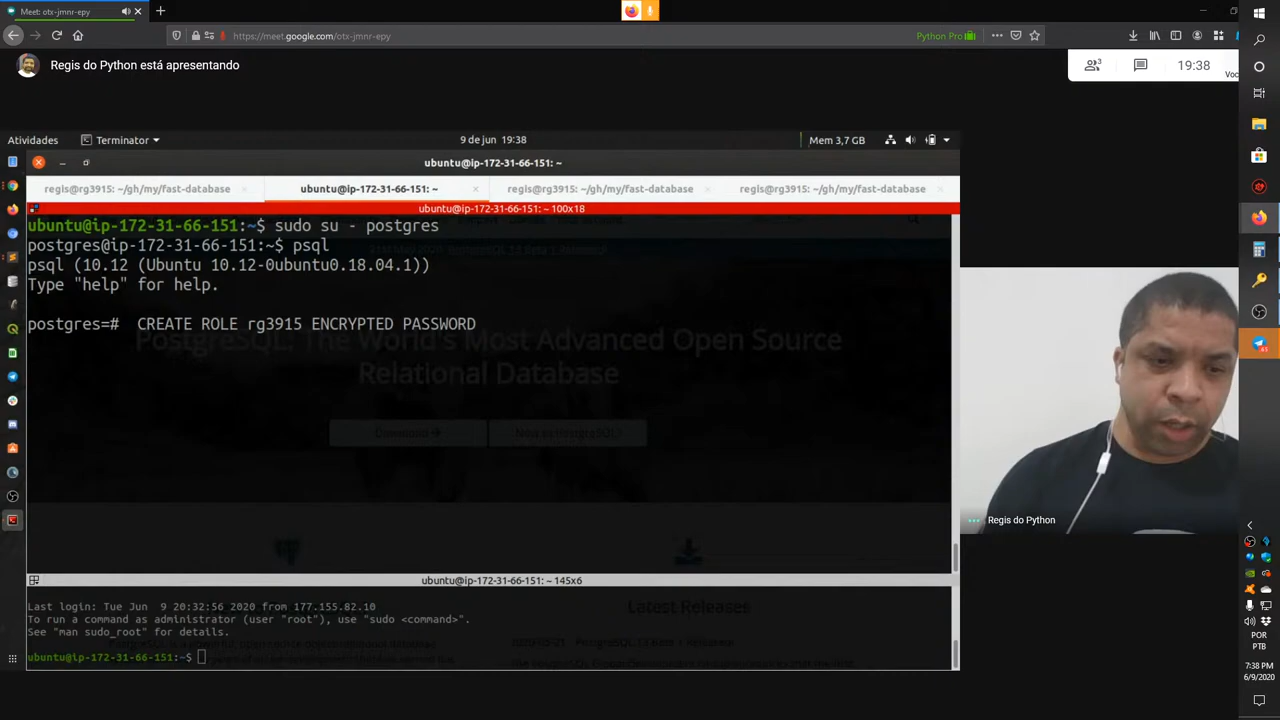 Meet: otx-jmnr-epy
https://meet.google.com/otx-jmnr-epy
Python Pro
Regis do Python está apresentando
3
19:38
Voc
Atividades
Terminator
9 de jun 19:38
Mem 3,7 GB
ubuntu@ip-172-31-66-151: ~
regis@rg3915: ~/gh/my/fast-database
ubuntu@ip-172-31-66-151: ~
regis@rg3915: ~/gh/my/fast-database
regis@rg3915: ~/gh/my/fast-database
ubuntu@ip-172-31-66-151: ~ 100x18
ubuntu@ip-172-31-66-151:~$ sudo su - postgres
postgres@ip-172-31-66-151:~$ psql
psql (10.12 (Ubuntu 10.12-0ubuntu0.18.04.1))
Type "help" for help.
postgres=# CREATE ROLE rg3915 ENCRYPTED PASSWORD
PostgreSQL: The World's Most Advanced Open Source
Relational Database
Download
ubuntu@ip-172-31-66-151: ~ 145x6
Last login: Tue Jun 9 20:32:56 2020 from 177.155.82.10
To run a command as administrator (user "root"), use "sudo <command>".
See "man sudo_root" for details.
ubuntu@ip-172-31-66-151:~$
Latest Releases
Regis do Python
POR
PTB
7:38 PM
6/9/2020